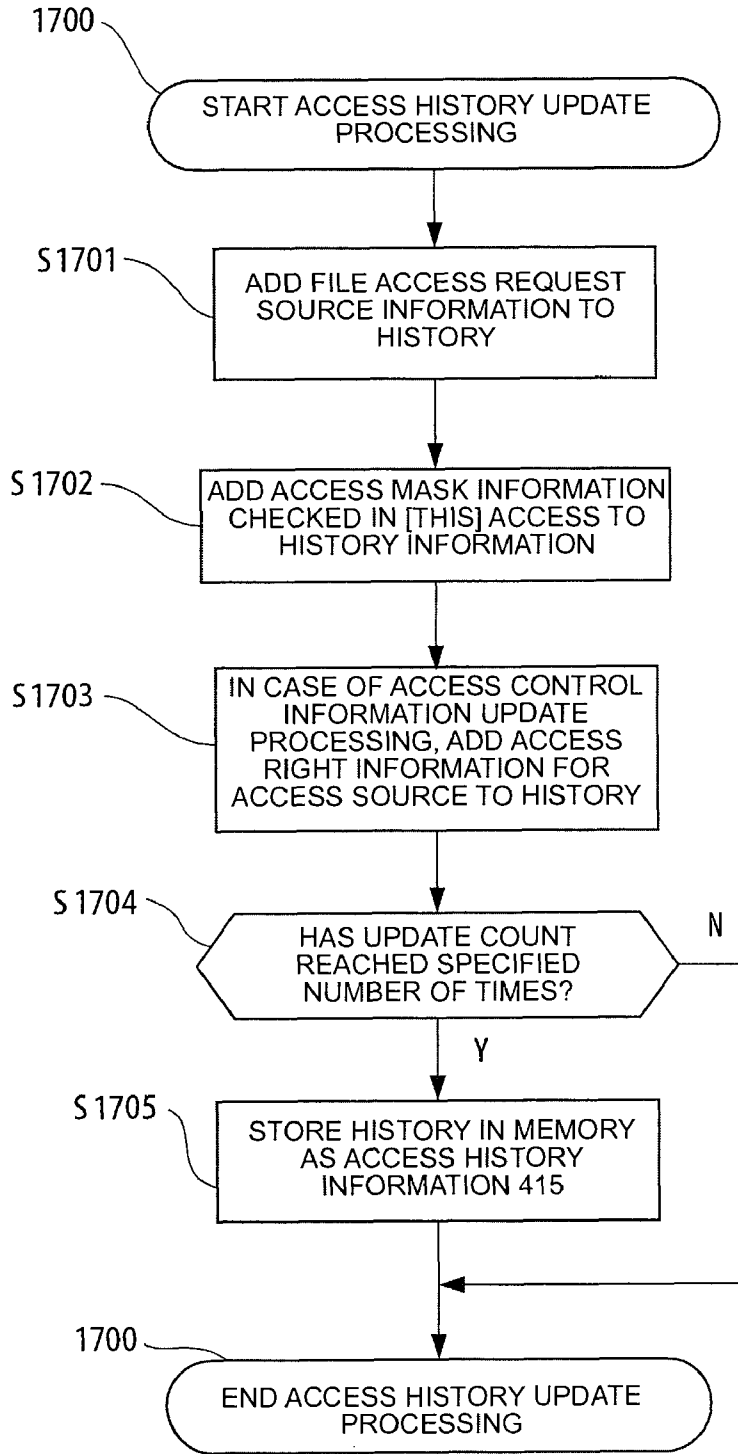 1700
START ACCESS HISTORY UPDATE
PROCESSING
S1701
ADD FILE ACCESS REQUEST
SOURCE INFORMATION TO
HISTORY
S1702
ADD ACCESS MASK INFORMATION
CHECKED IN [THIS] ACCESS TO
HISTORY INFORMATION
S1703
IN CASE OF ACCESS CONTROL
INFORMATION UPDATE
PROCESSING, ADD ACCESS
RIGHT INFORMATION FOR
ACCESS SOURCE TO HISTORY
S1704
HAS UPDATE COUNT
REACHED SPECIFIED
NUMBER OF TIMES?
N
Y
S1705
STORE HISTORY IN MEMORY
AS ACCESS HISTORY
INFORMATION 415
1700
END ACCESS HISTORY UPDATE
PROCESSING